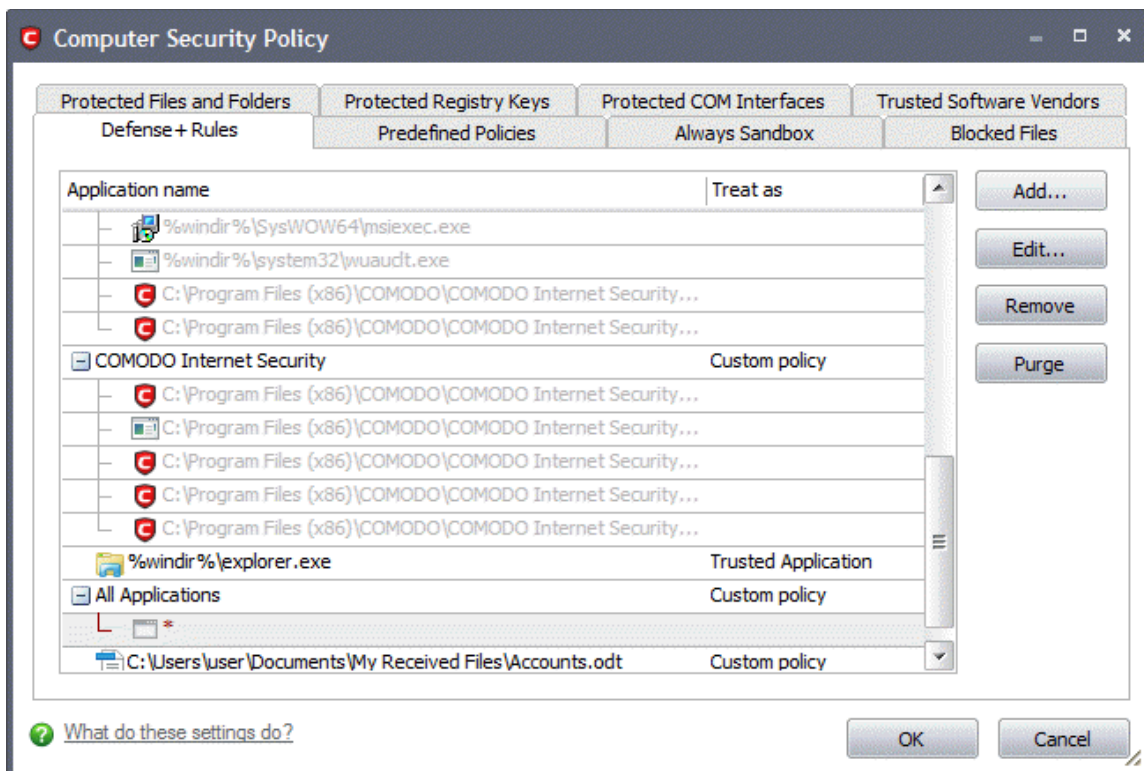 Computer Security Policy
Protected Files and Folders Protected Registry Keys Protected COM Interfaces Trusted Software Vendors
Defense+ Rules Predefined Policies Always Sandbox Blocked Files
Application name Treat as
Add...
%windir%\SysWOW64\msiexec.exe
Edit...
%windir%\system32\wuauclt.exe
C:\Program Files (x86)\COMODO\COMODO Internet Security...
Remove
C:\Program Files (x86)\COMODO\COMODO Internet Security...
COMODO Internet Security Custom policy
Purge
C:\Program Files (x86)\COMODO\COMODO Internet Security...
C:\Program Files (x86)\COMODO\COMODO Internet Security...
C:\Program Files (x86)\COMODO\COMODO Internet Security...
C:\Program Files (x86)\COMODO\COMODO Internet Security...
C:\Program Files (x86)\COMODO\COMODO Internet Security...
%windir%\explorer.exe Trusted Application
All Applications Custom policy
*
C:\Users\user\Documents\My Received Files\Accounts.odt Custom policy
What do these settings do?
OK Cancel